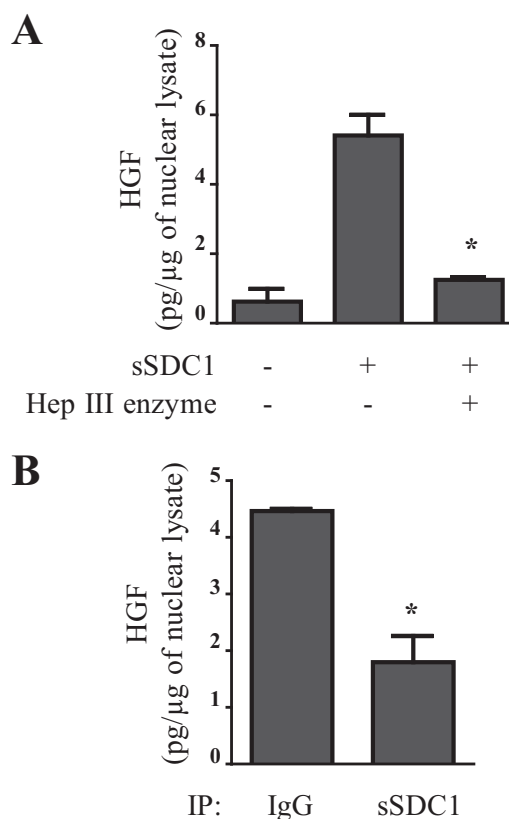 A
HGF
(pg/µg of nuclear lysate)
8
6
4
2
0
*
sSDC1 - + +
Hep III enzyme - - +
B
HGF
(pg/µg of nuclear lysate)
5
4
3
2
1
0
*
IP: IgG sSDC1